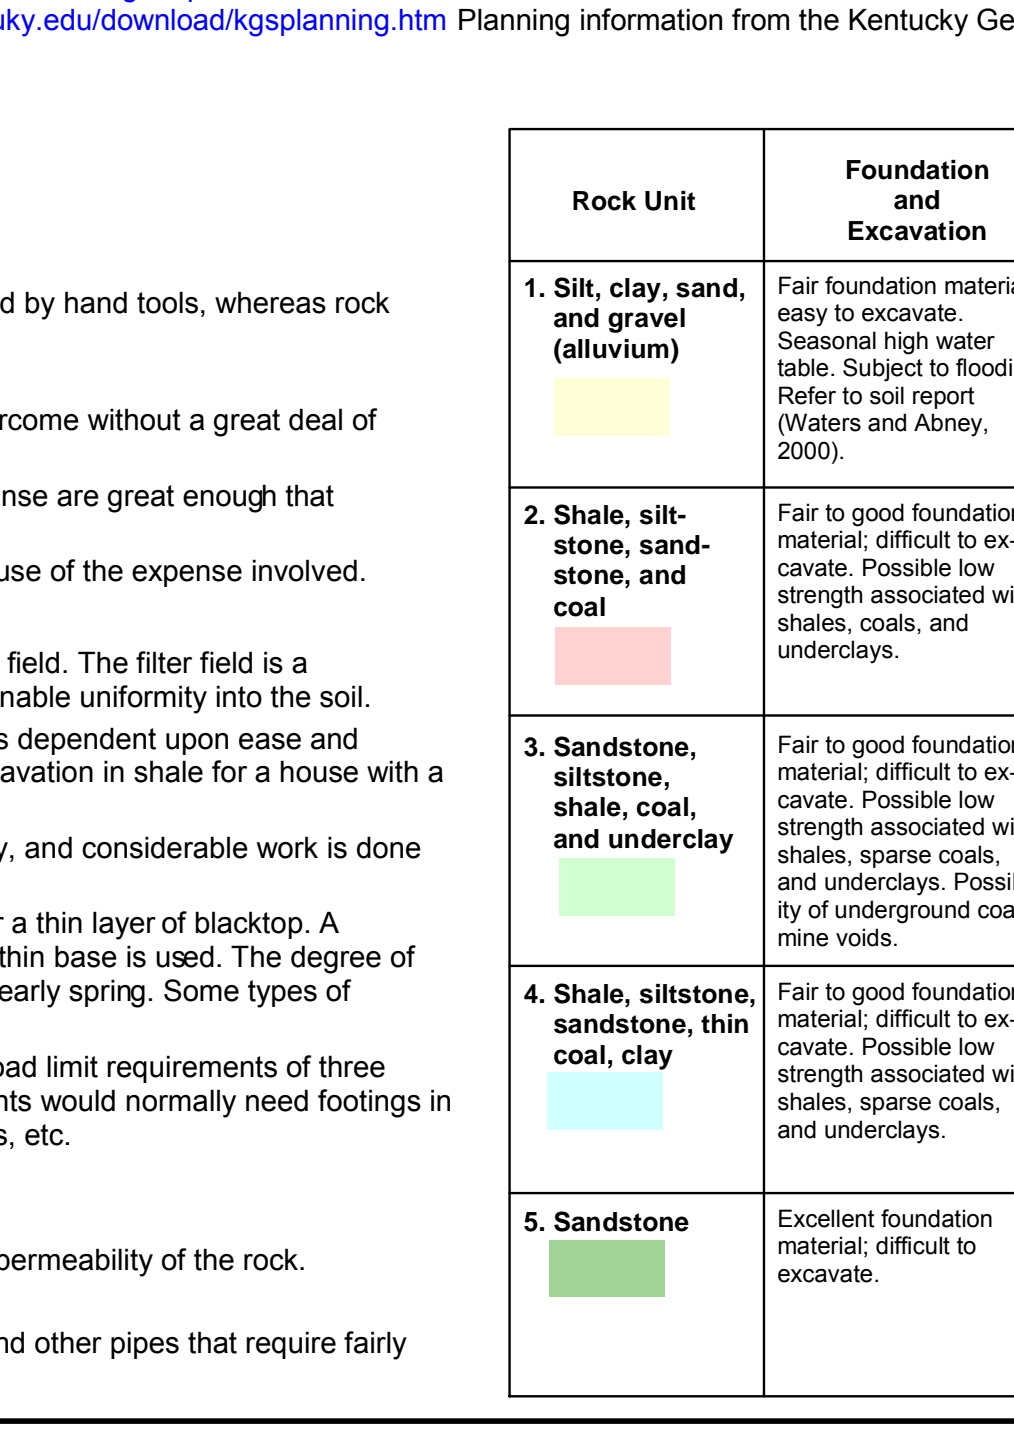 uky.edu/download/kgsplanning.htm Planning information from the Kentucky Ge
d by hand tools, whereas rock
rcome without a great deal of
nse are great enough that
use of the expense involved.
field. The filter field is a
nable uniformity into the soil.
s dependent upon ease and
avation in shale for a house with a
y, and considerable work is done
r a thin layer of blacktop. A
thin base is used. The degree of
early spring. Some types of
oad limit requirements of three
nts would normally need footings in
s, etc.
permeability of the rock.
nd other pipes that require fairly
Rock Unit
Foundation
and
Excavation
1. Silt, clay, sand,
and gravel
(alluvium)
Fair foundation materia
easy to excavate.
Seasonal high water
table. Subject to floodi
Refer to soil report
(Waters and Abney,
2000).
2. Shale, silt-
stone, sand-
stone, and
coal
Fair to good foundation
material; difficult to ex-
cavate. Possible low
strength associated wi
shales, coals, and
underclays.
3. Sandstone,
siltstone,
shale, coal,
and underclay
Fair to good foundation
material; difficult to ex-
cavate. Possible low
strength associated wi
shales, sparse coals,
and underclays. Possib
ity of underground coa
mine voids.
4. Shale, siltstone,
sandstone, thin
coal, clay
Fair to good foundation
material; difficult to ex-
cavate. Possible low
strength associated wi
shales, sparse coals,
and underclays.
5. Sandstone
Excellent foundation
material; difficult to
excavate.